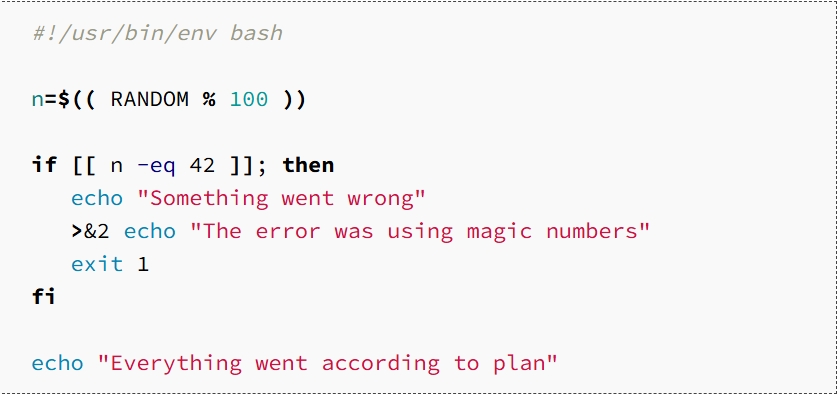 #!/usr/bin/env bash

n=$(( RANDOM % 100 ))

if [[ n -eq 42 ]]; then
   echo "Something went wrong"
   >&2 echo "The error was using magic numbers"
   exit 1
fi

echo "Everything went according to plan"